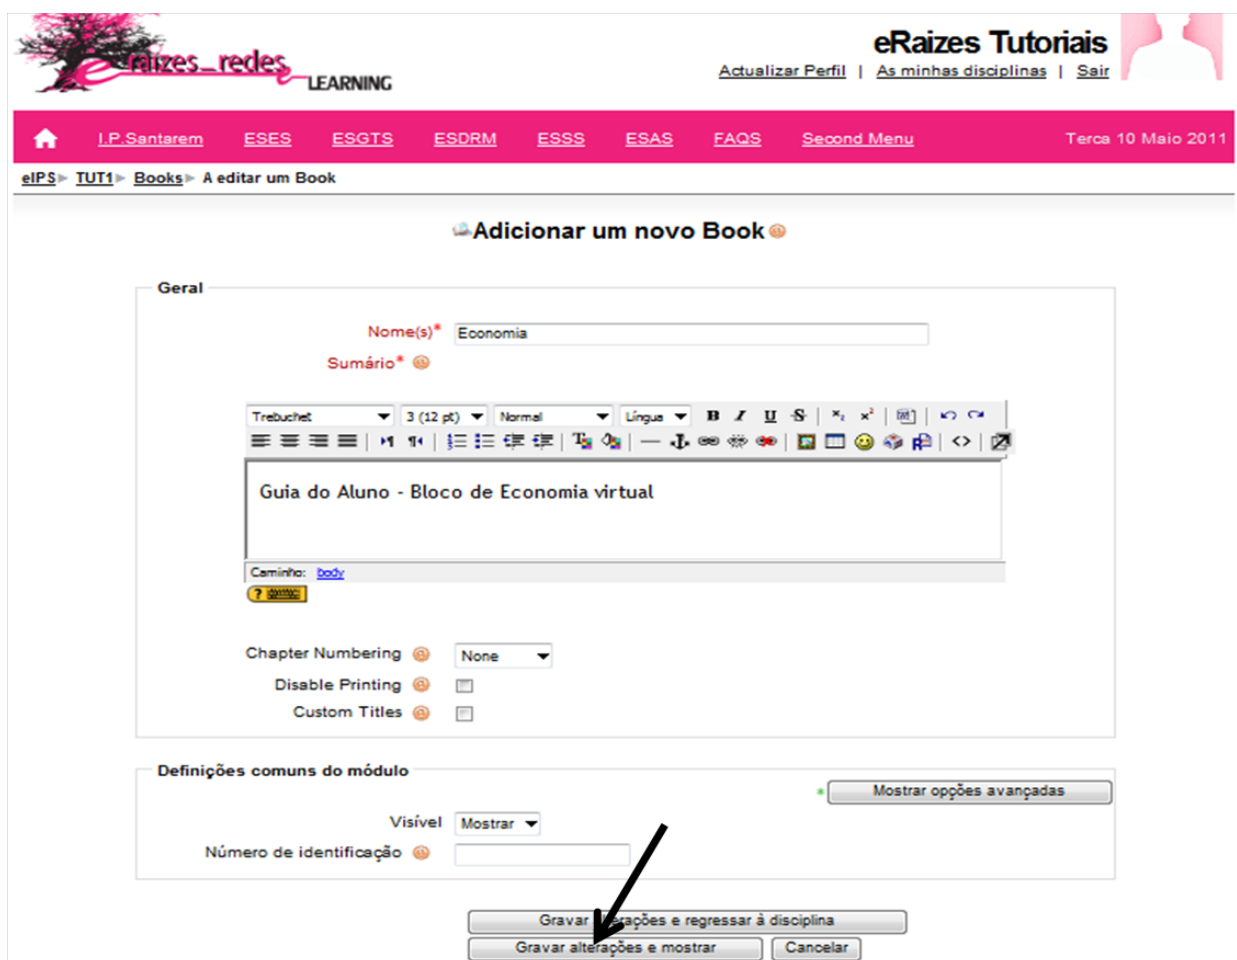 eraizes_redes
LEARNING
eRaizes Tutoriais
Actualizar Perfil | As minhas disciplinas | Sair
I.P.Santarem ESES ESGTS ESDRM ESSS ESAS FAQS Second Menu Terca 10 Maio 2011
eIPS► TUT1► Books► A editar um Book
Adicionar um novo Book
Geral
Nome(s)* Economia
Sumário*
Trebuchet 3 (12 pt) Normal Língua B I U S
Guia do Aluno - Bloco de Economia virtual
Caminho: body
Chapter Numbering None
Disable Printing
Custom Titles
Definições comuns do módulo
* Mostrar opções avançadas
Visível Mostrar
Número de identificação
Gravar alterações e regressar à disciplina
Gravar alterações e mostrar Cancelar